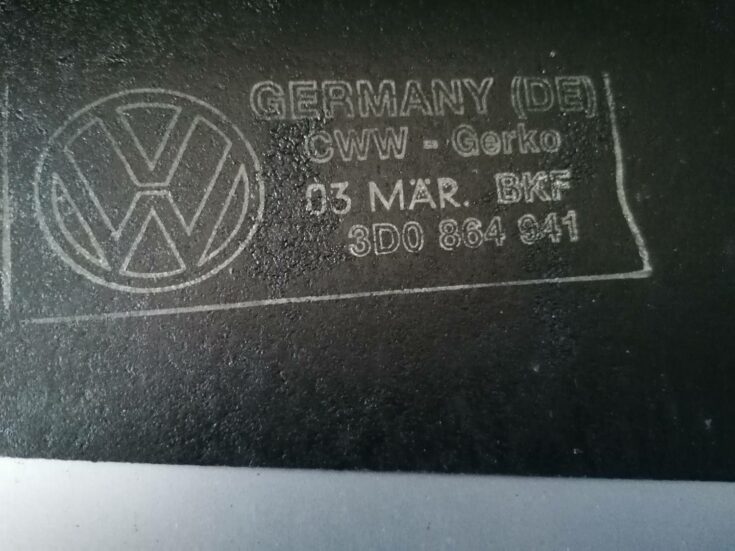 GERMANY (DE)
CWW - Gerko
03 MÄR. BKF
3D0 864 941